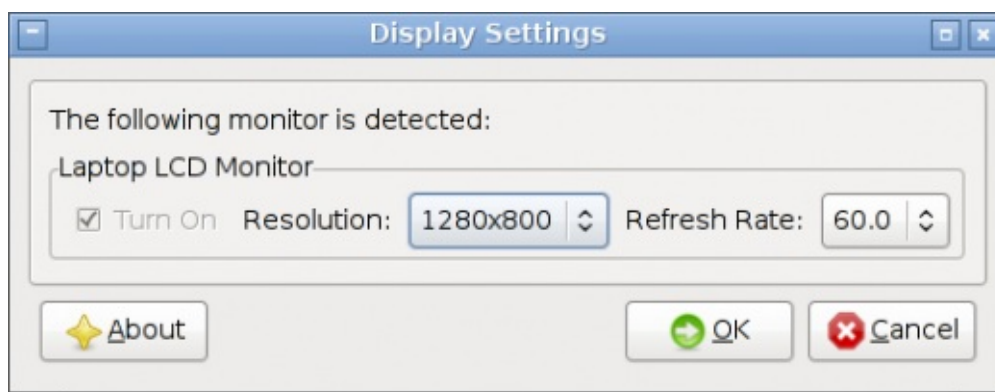 Display Settings
The following monitor is detected:
Laptop LCD Monitor
Turn On Resolution: 1280x800 Refresh Rate: 60.0
About OK Cancel